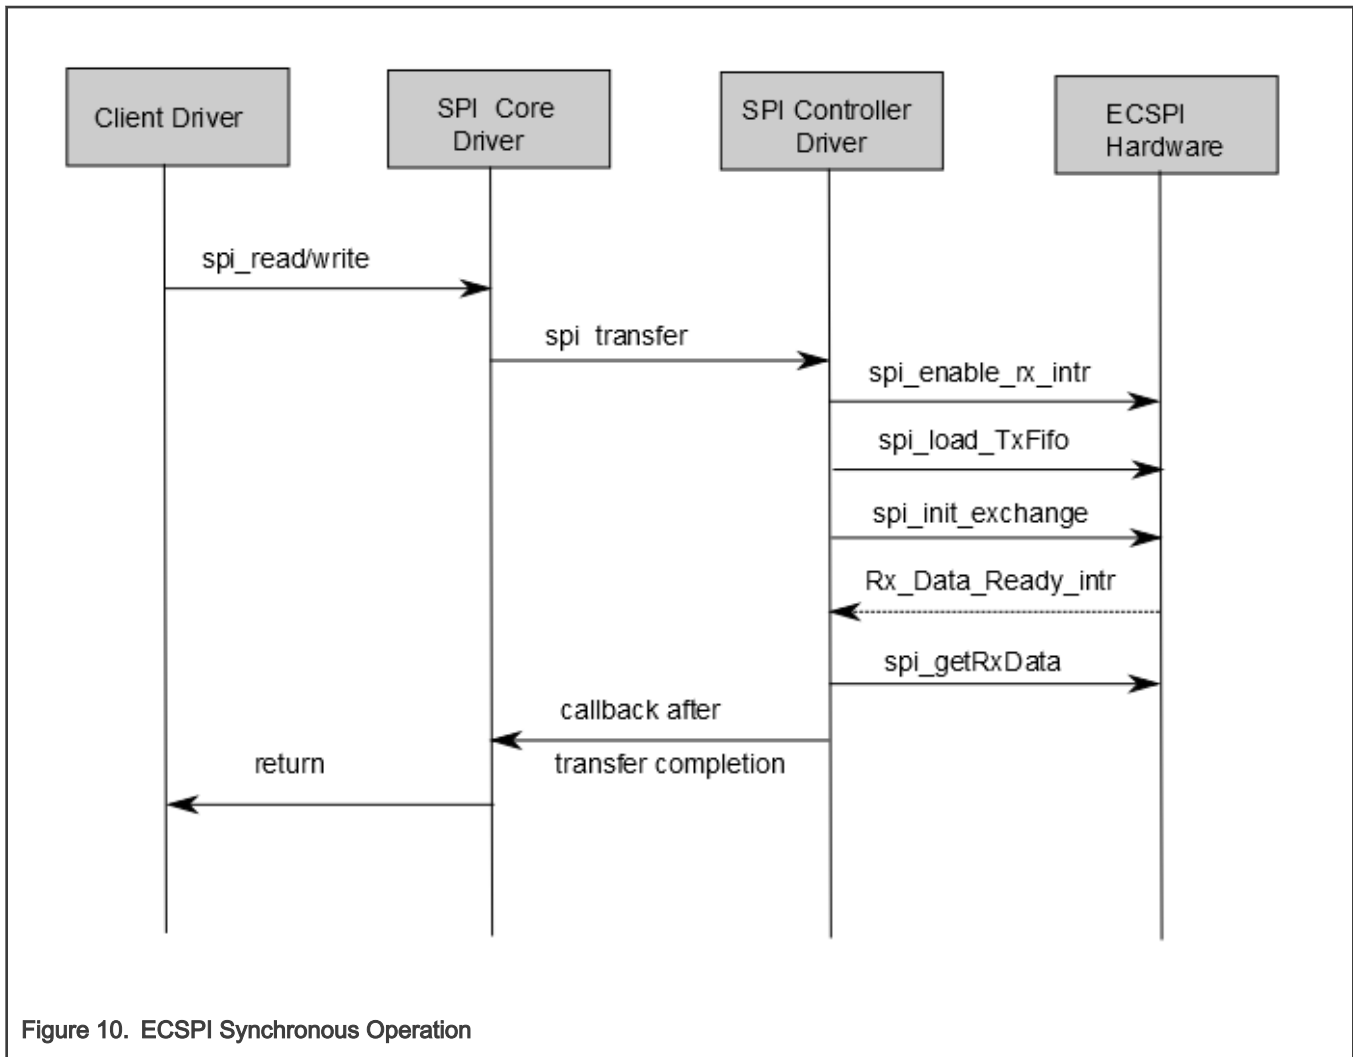 Client Driver
SPI Core
Driver
SPI Controller
Driver
ECSPI
Hardware
spi_read/write
spi transfer
spi_enable_rx_intr
spi_load_TxFifo
spi_init_exchange
Rx_Data_Ready_intr
spi_getRxData
callback after
transfer completion
return
Figure 10. ECSPI Synchronous Operation